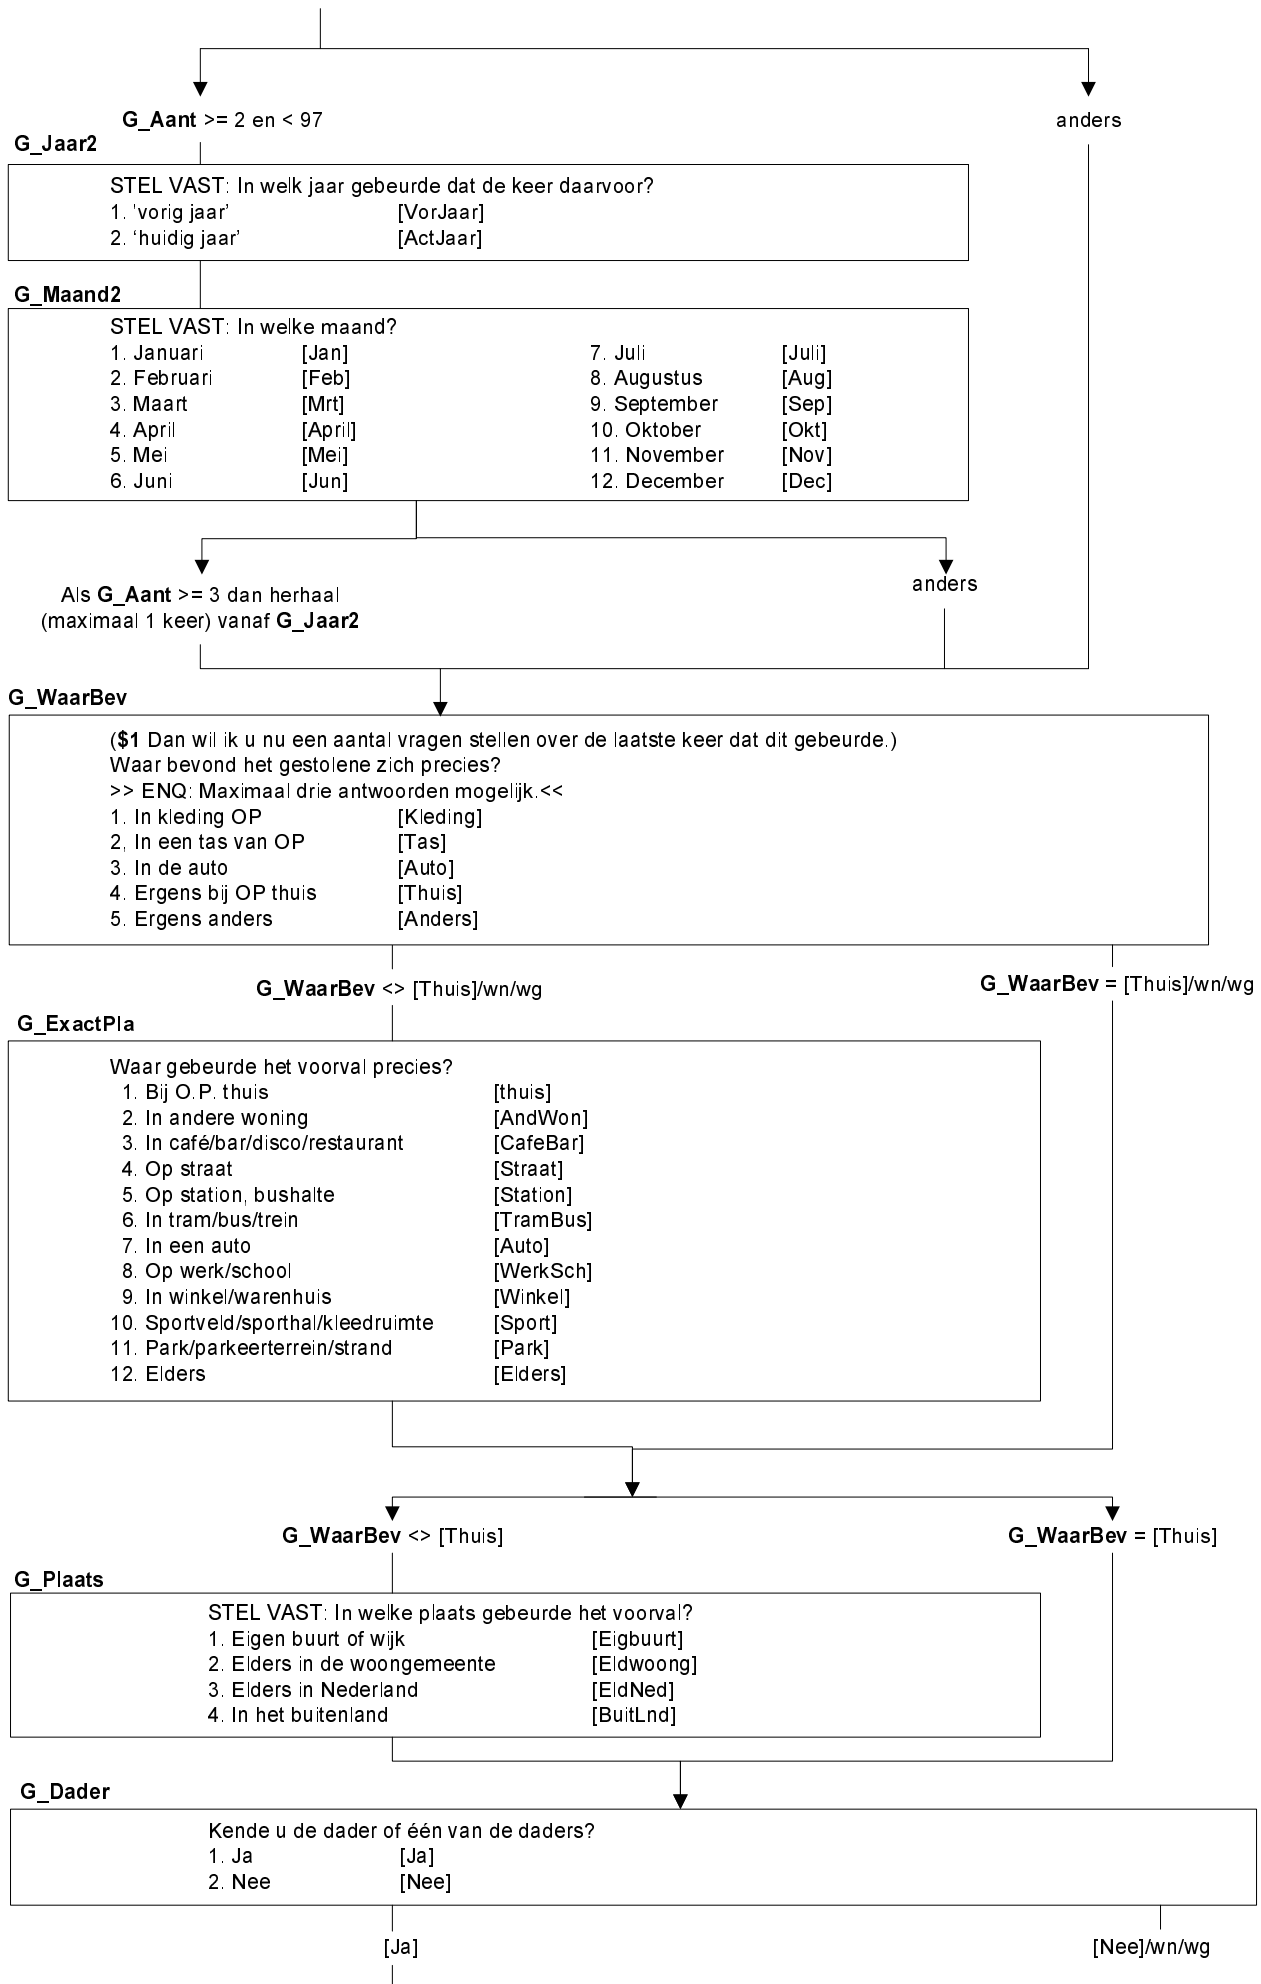 G_Aant >= 2 en < 97
anders
G_Jaar2
STEL VAST: In welk jaar gebeurde dat de keer daarvoor?
1. 'vorig jaar' [VorJaar]
2. 'huidig jaar' [ActJaar]
G_Maand2
STEL VAST: In welke maand?
1. Januari [Jan] 7. Juli [Juli]
2. Februari [Feb] 8. Augustus [Aug]
3. Maart [Mrt] 9. September [Sep]
4. April [April] 10. Oktober [Okt]
5. Mei [Mei] 11. November [Nov]
6. Juni [Jun] 12. December [Dec]
Als G_Aant >= 3 dan herhaal
(maximaal 1 keer) vanaf G_Jaar2
anders
G_WaarBev
($1 Dan wil ik u nu een aantal vragen stellen over de laatste keer dat dit gebeurde.)
Waar bevond het gestolene zich precies?
>> ENQ: Maximaal drie antwoorden mogelijk.<<
1. In kleding OP [Kleding]
2, In een tas van OP [Tas]
3. In de auto [Auto]
4. Ergens bij OP thuis [Thuis]
5. Ergens anders [Anders]
G_WaarBev <> [Thuis]/wn/wg
G_WaarBev = [Thuis]/wn/wg
G_ExactPla
Waar gebeurde het voorval precies?
1. Bij O.P. thuis [thuis]
2. In andere woning [AndWon]
3. In café/bar/disco/restaurant [CafeBar]
4. Op straat [Straat]
5. Op station, bushalte [Station]
6. In tram/bus/trein [TramBus]
7. In een auto [Auto]
8. Op werk/school [WerkSch]
9. In winkel/warenhuis [Winkel]
10. Sportveld/sporthal/kleedruimte [Sport]
11. Park/parkeerterrein/strand [Park]
12. Elders [Elders]
G_WaarBev <> [Thuis]
G_WaarBev = [Thuis]
G_Plaats
STEL VAST: In welke plaats gebeurde het voorval?
1. Eigen buurt of wijk [Eigbuurt]
2. Elders in de woongemeente [Eldwoong]
3. Elders in Nederland [EldNed]
4. In het buitenland [BuitLnd]
G_Dader
Kende u de dader of één van de daders?
1. Ja [Ja]
2. Nee [Nee]
[Ja]
[Nee]/wn/wg